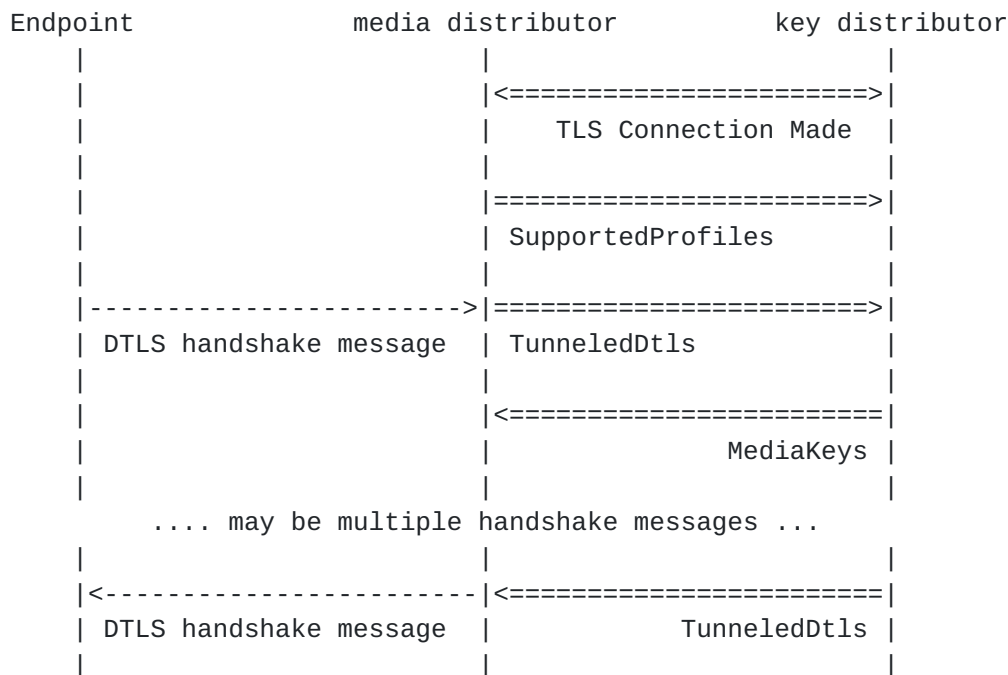 Endpoint              media distributor          key distributor
    |                         |                         |
    |                         |<=======================>|
    |                         |    TLS Connection Made  |
    |                         |                         |
    |                         |========================>|
    |                         | SupportedProfiles       |
    |                         |                         |
    |------------------------>|========================>|
    | DTLS handshake message  | TunneledDtls            |
    |                         |                         |
    |                         |<========================|
    |                         |               MediaKeys |
    |                         |                         |
         .... may be multiple handshake messages ...
    |                         |                         |
    |<------------------------|<========================|
    | DTLS handshake message  |            TunneledDtls |
    |                         |                         |